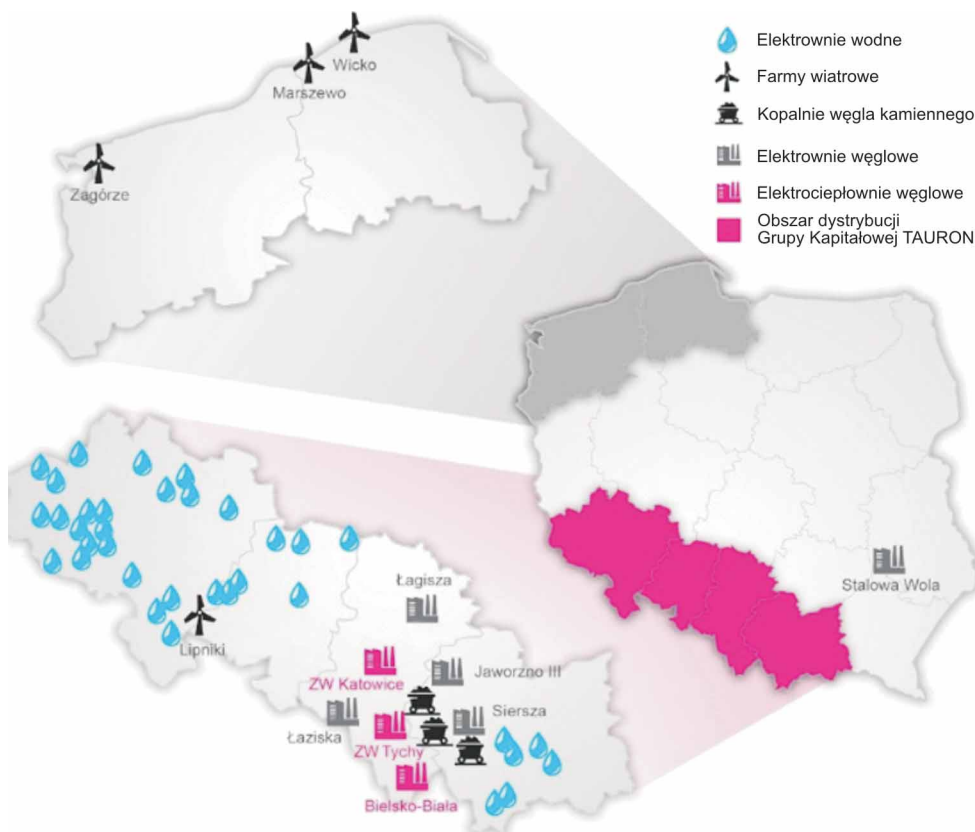 Elektrownie wodne
Farmy wiatrowe
Kopalnie węgla kamiennego
Elektrownie węglowe
Elektrociepłownie węglowe
Obszar dystrybucji
Grupy Kapitałowej TAURON
Wicko
Marszewo
Zagórze
Stalowa Wola
Łagisza
Lipniki
ZW Katowice
Jaworzno III
Siersza
Łaziska
ZW Tychy
Bielsko-Biała